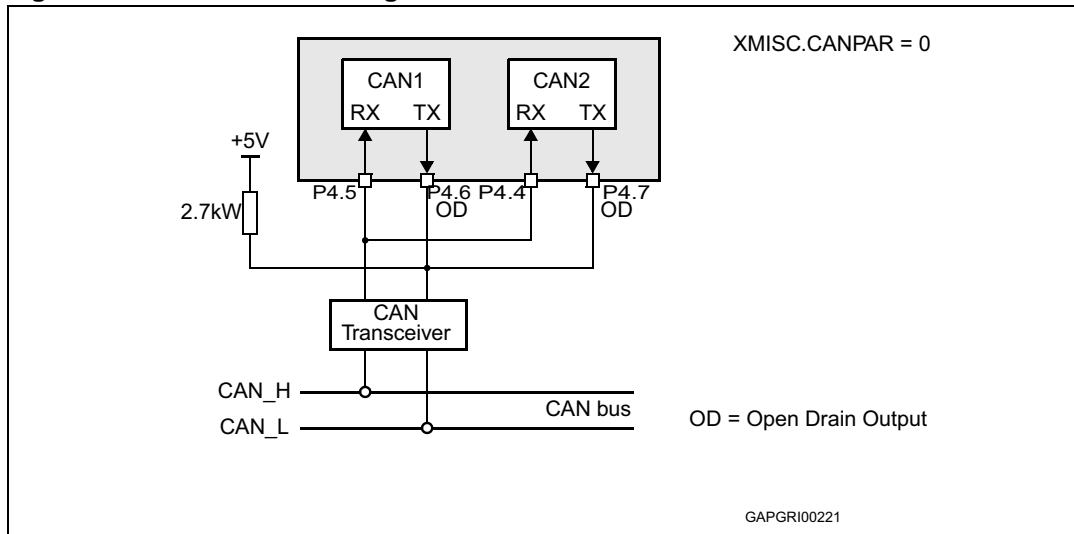 XMISC.CANPAR = 0
CAN1
CAN2
RX TX
RX TX
+5V
P4.5
P4.6
OD
P4.4
P4.7
OD
2.7kW
CAN
Transceiver
CAN_H
CAN bus
CAN_L
OD = Open Drain Output
GAPGRI00221